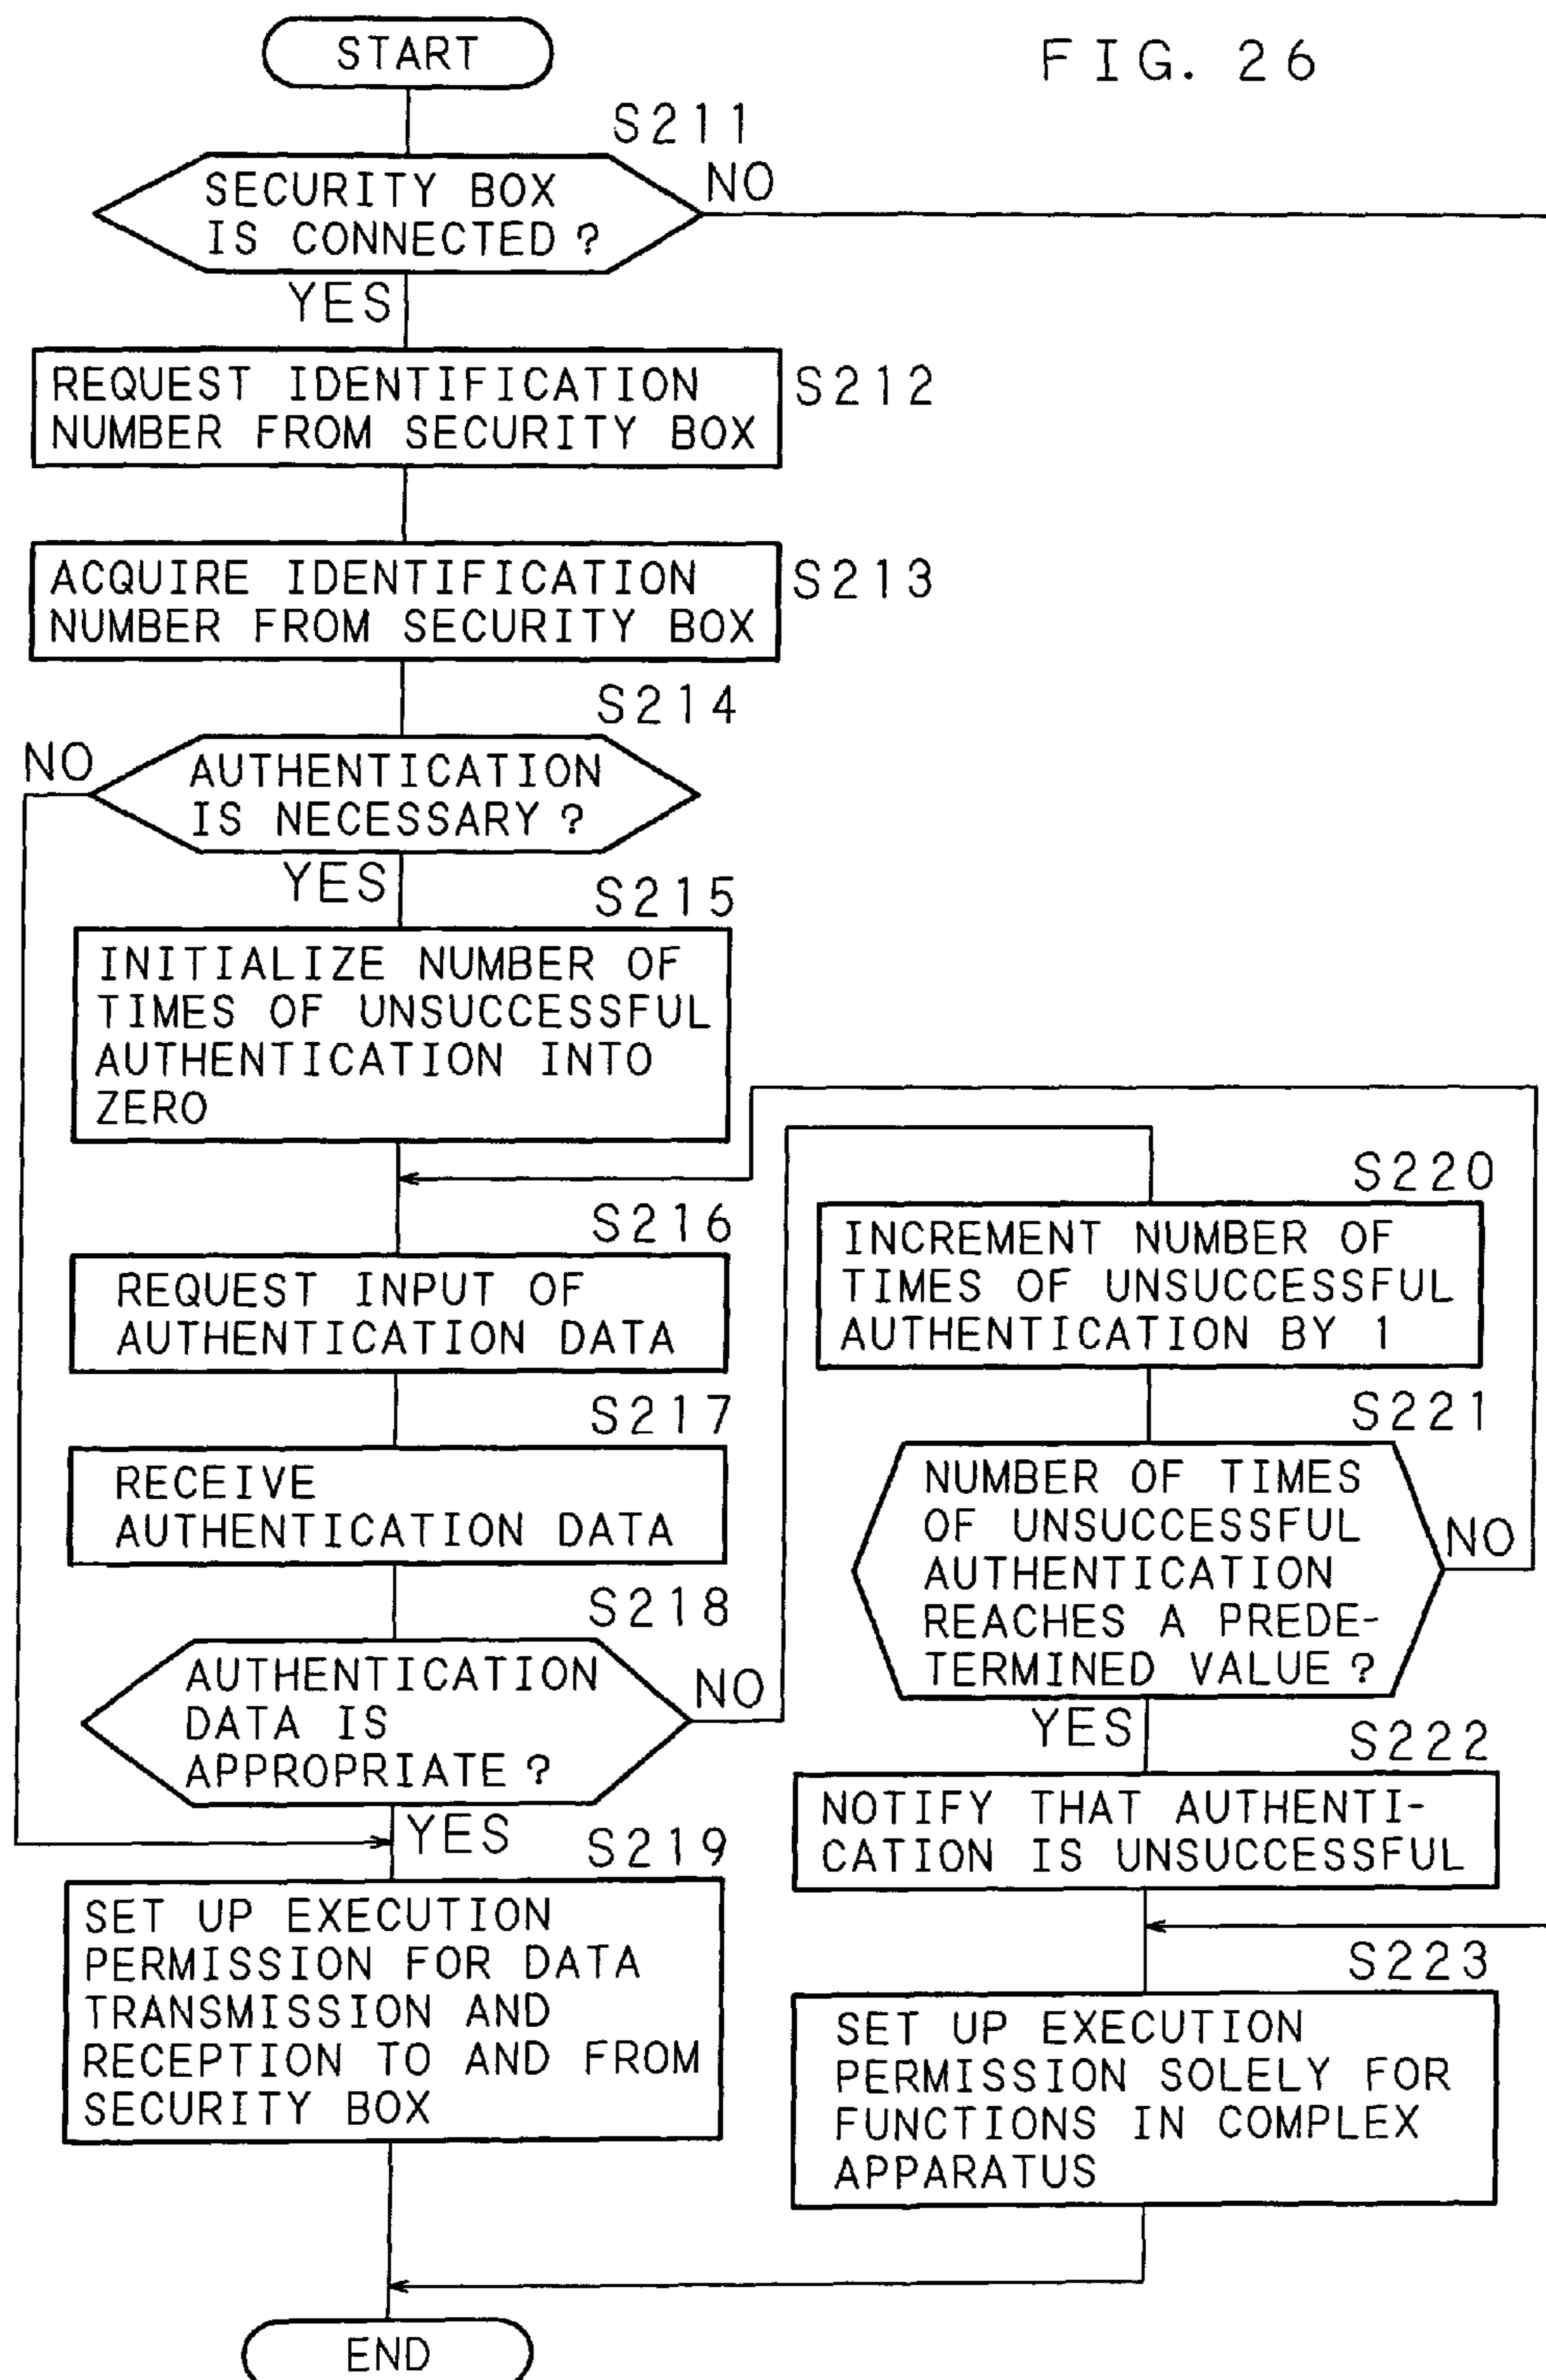 START
FIG. 26
S211
SECURITY BOX
IS CONNECTED?
NO
YES
REQUEST IDENTIFICATION
NUMBER FROM SECURITY BOX
S212
ACQUIRE IDENTIFICATION
NUMBER FROM SECURITY BOX
S213
S214
NO
AUTHENTICATION
IS NECESSARY?
YES
S215
INITIALIZE NUMBER OF
TIMES OF UNSUCCESSFUL
AUTHENTICATION INTO
ZERO
S216
REQUEST INPUT OF
AUTHENTICATION DATA
S217
RECEIVE
AUTHENTICATION DATA
S218
AUTHENTICATION
DATA IS
APPROPRIATE?
NO
YES
S219
SET UP EXECUTION
PERMISSION FOR DATA
TRANSMISSION AND
RECEPTION TO AND FROM
SECURITY BOX
S220
INCREMENT NUMBER OF
TIMES OF UNSUCCESSFUL
AUTHENTICATION BY 1
S221
NUMBER OF TIMES
OF UNSUCCESSFUL
AUTHENTICATION
REACHES A PREDE-
TERMINED VALUE?
NO
YES
S222
NOTIFY THAT AUTHENTI-
CATION IS UNSUCCESSFUL
S223
SET UP EXECUTION
PERMISSION SOLELY FOR
FUNCTIONS IN COMPLEX
APPARATUS
END